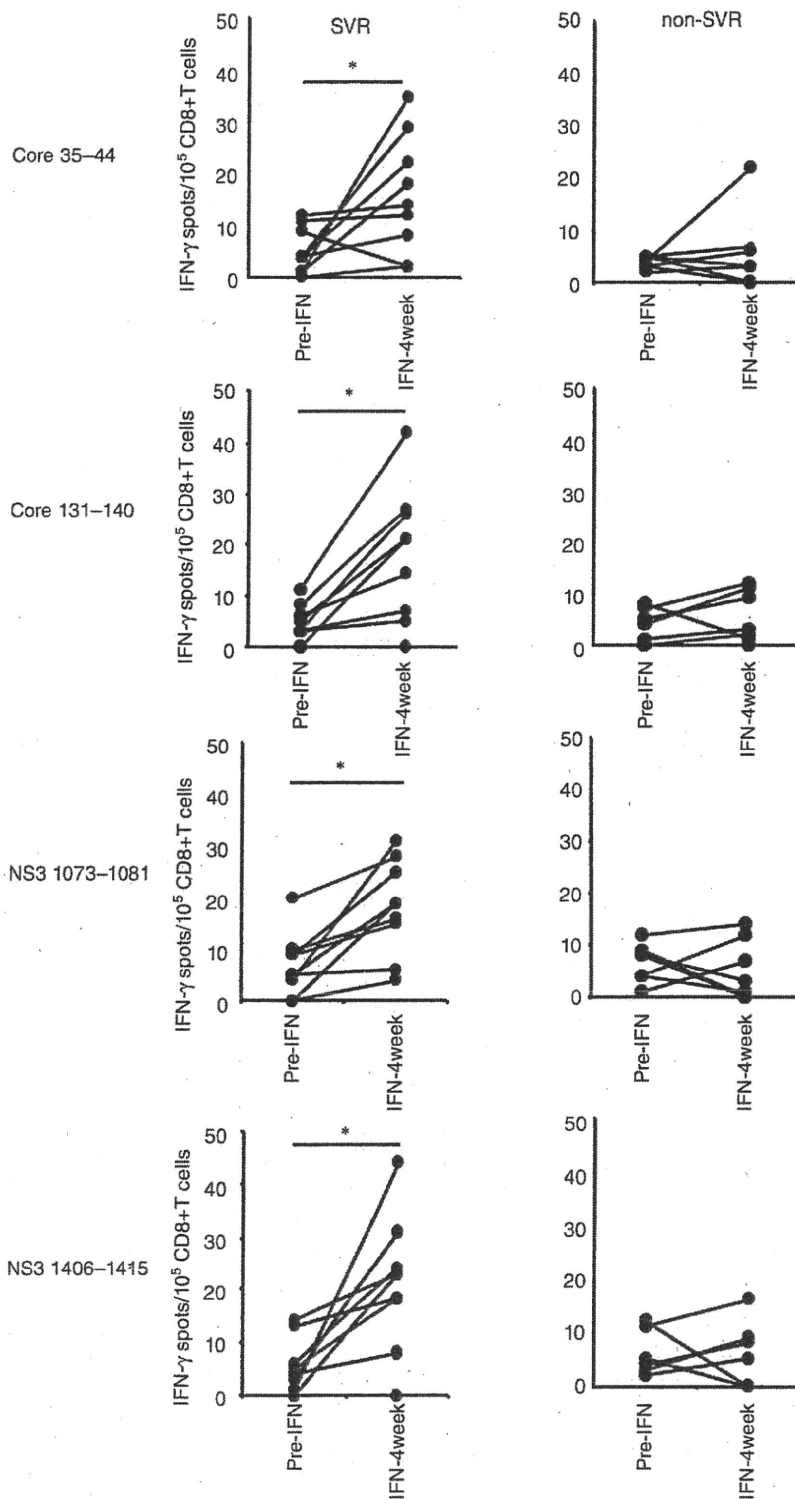 SVR
non-SVR
Core 35–44
IFN-γ spots/10⁵ CD8+T cells
50
40
30
20
10
0
*
Pre-IFN
IFN-4week
50
40
30
20
10
0
Pre-IFN
IFN-4week
Core 131–140
IFN-γ spots/10⁵ CD8+T cells
50
40
30
20
10
0
*
Pre-IFN
IFN-4week
50
40
30
20
10
0
Pre-IFN
IFN-4week
NS3 1073–1081
IFN-γ spots/10⁵ CD8+T cells
50
40
30
20
10
0
*
Pre-IFN
IFN-4week
50
40
30
20
10
0
Pre-IFN
IFN-4week
NS3 1406–1415
IFN-γ spots/10⁵ CD8+T cells
50
40
30
20
10
0
*
Pre-IFN
IFN-4week
50
40
30
20
10
0
Pre-IFN
IFN-4week